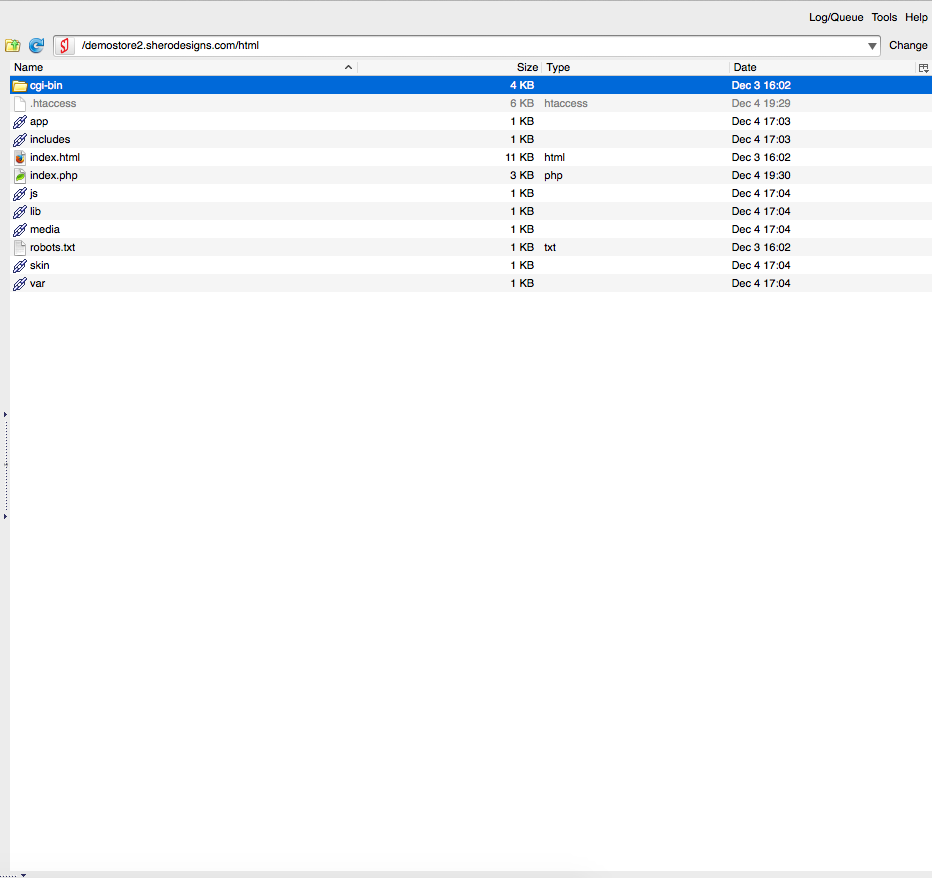 Log/Queue Tools Help
/demostore2.sherodesigns.com/html Change
Name Size Type Date
cgi-bin 4 KB Dec 3 16:02
.htaccess 6 KB htaccess Dec 4 19:29
app 1 KB Dec 4 17:03
includes 1 KB Dec 4 17:03
index.html 11 KB html Dec 3 16:02
index.php 3 KB php Dec 4 19:30
js 1 KB Dec 4 17:04
lib 1 KB Dec 4 17:04
media 1 KB Dec 4 17:04
robots.txt 1 KB txt Dec 3 16:02
skin 1 KB Dec 4 17:04
var 1 KB Dec 4 17:04